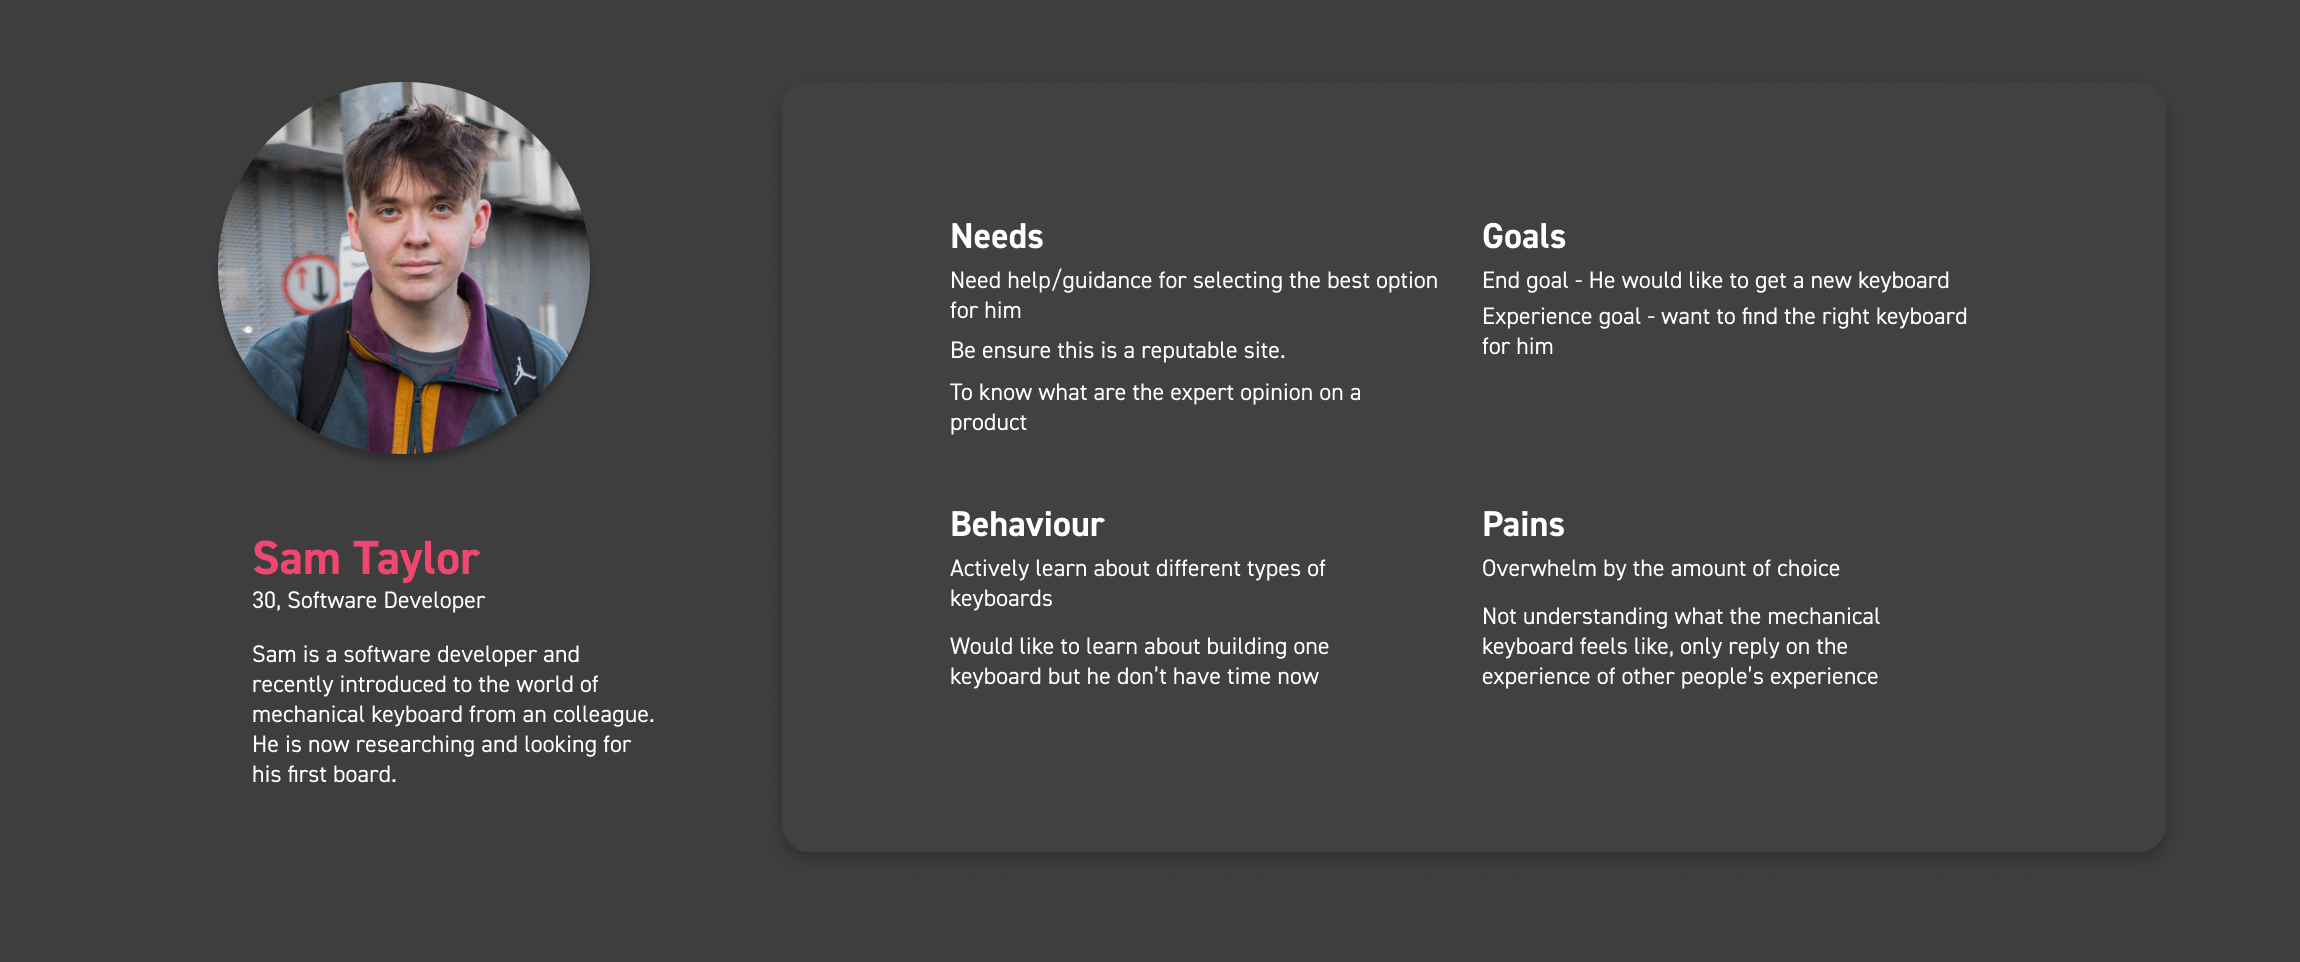 Sam Taylor
30, Software Developer
Sam is a software developer and
recently introduced to the world of
mechanical keyboard from an colleague.
He is now researching and looking for
his first board.
Needs
Need help/guidance for selecting the best option
for him
Be ensure this is a reputable site.
To know what are the expert opinion on a
product
Goals
End goal - He would like to get a new keyboard
Experience goal - want to find the right keyboard
for him
Behaviour
Actively learn about different types of
keyboards
Would like to learn about building one
keyboard but he don't have time now
Pains
Overwhelm by the amount of choice
Not understanding what the mechanical
keyboard feels like, only reply on the
experience of other people's experience